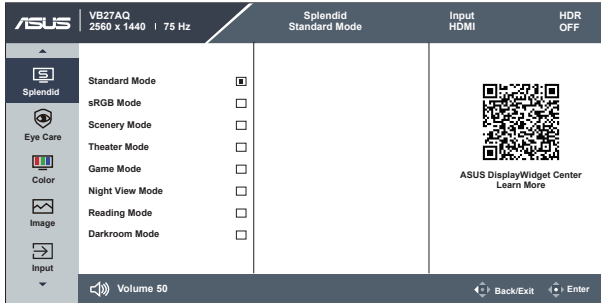 ASUS
VB27AQ
2560 x 1440 75 Hz
Splendid
Standard Mode
Input
HDMI
HDR
OFF
Splendid
Eye Care
Color
Image
Input
Standard Mode
sRGB Mode
Scenery Mode
Theater Mode
Game Mode
Night View Mode
Reading Mode
Darkroom Mode
ASUS DisplayWidget Center
Learn More
Volume 50
Back/Exit
Enter